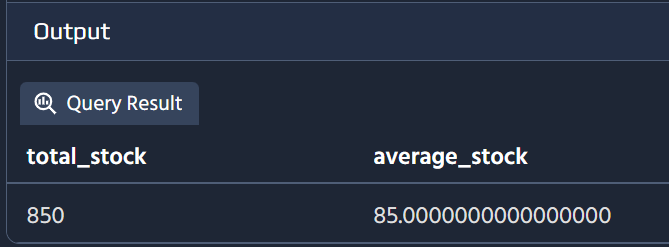 Output
Query Result
total_stock average_stock
850 85.0000000000000000